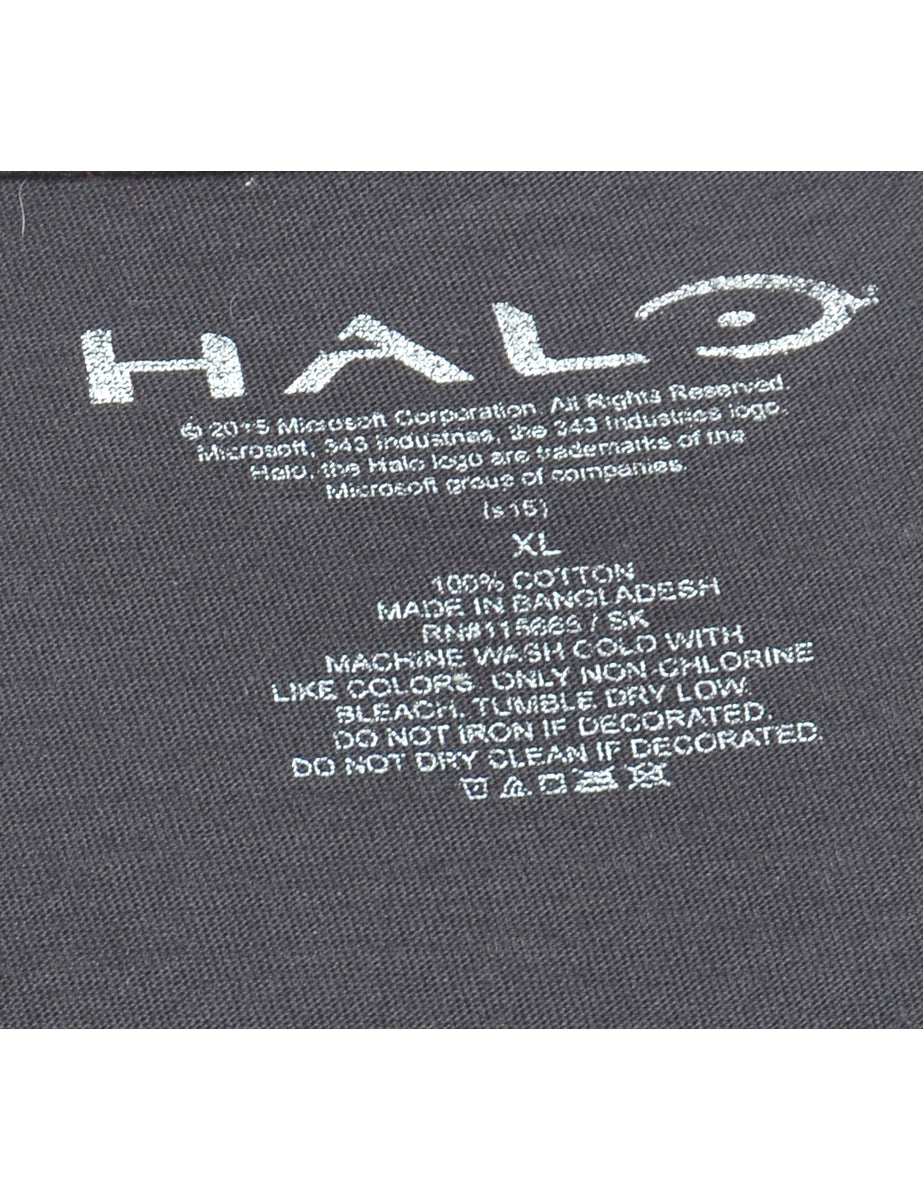 HALO
© 2015 Microsoft Corporation. All Rights Reserved.
Microsoft, 343 Industries, the 343 Industries logo,
Halo, the Halo logo are trademarks of the
Microsoft group of companies.
(s15)
XL
100% COTTON
MADE IN BANGLADESH
/ SK
MACHINE WASH COLD WITH
LIKE COLORS. ONLY NON-CHLORINE
BLEACH. TUMBLE DRY LOW.
DO NOT IRON IF DECORATED.
DO NOT DRY CLEAN IF DECORATED.